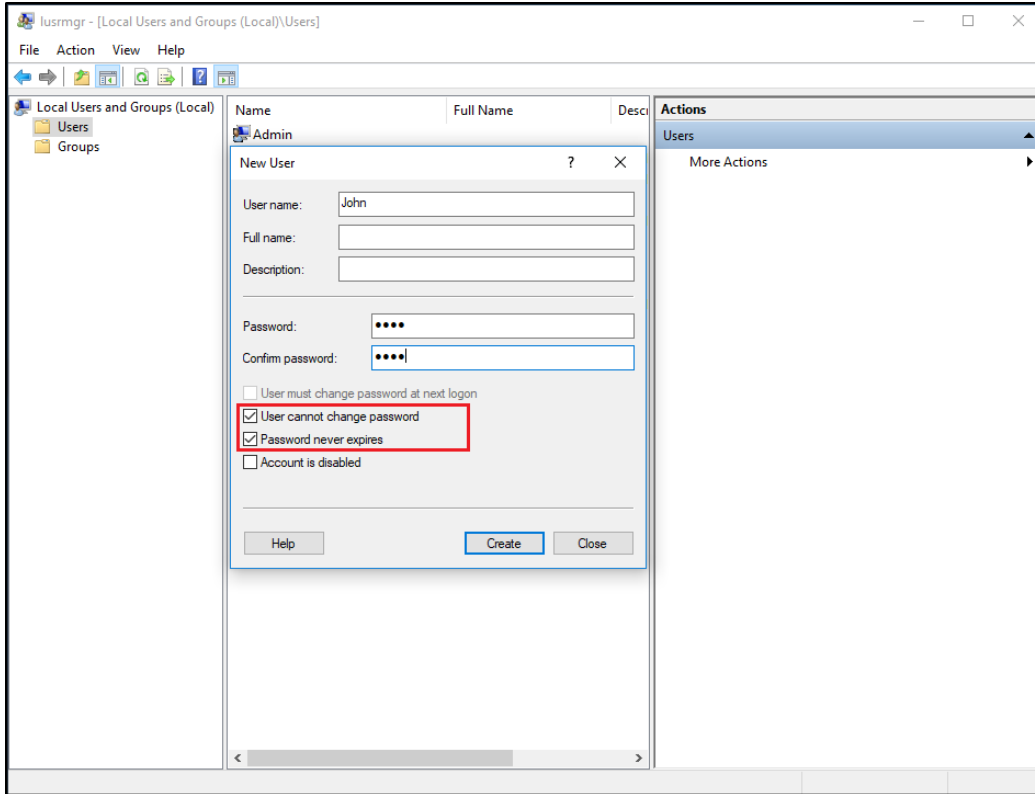 lusrmgr - [Local Users and Groups (Local)\Users]
File Action View Help
Local Users and Groups (Local)
Users
Groups
Name Full Name Descr
Admin
Actions
Users
More Actions
New User ?
User name: John
Full name:
Description:
Password: ••••
Confirm password: ••••
User must change password at next logon
User cannot change password
Password never expires
Account is disabled
Help Create Close